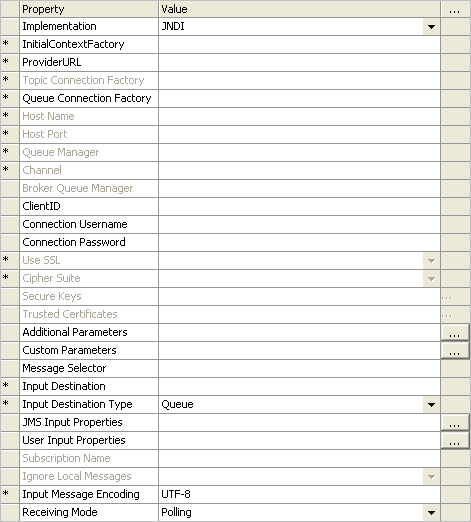 Property Value ...
Implementation JNDI
* InitialContextFactory
* ProviderURL
* Topic Connection Factory
* Queue Connection Factory
* Host Name
* Host Port
* Queue Manager
* Channel
Broker Queue Manager
ClientID
Connection Username
Connection Password
* Use SSL
* Cipher Suite
Secure Keys ...
Trusted Certificates ...
Additional Parameters ...
Custom Parameters ...
Message Selector
* Input Destination
* Input Destination Type Queue
JMS Input Properties ...
User Input Properties ...
Subscription Name
Ignore Local Messages
* Input Message Encoding UTF-8
Receiving Mode Polling